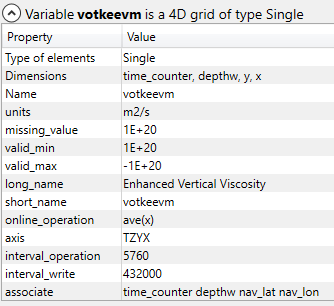 Variable votkeevm is a 4D grid of type Single
Property Value
Type of elements Single
Dimensions time_counter, depthw, y, x
Name votkeevm
units m2/s
missing_value 1E+20
valid_min 1E+20
valid_max -1E+20
long_name Enhanced Vertical Viscosity
short_name votkeevm
online_operation ave(x)
axis TZYX
interval_operation 5760
interval_write 432000
associate time_counter depthw nav_lat nav_lon